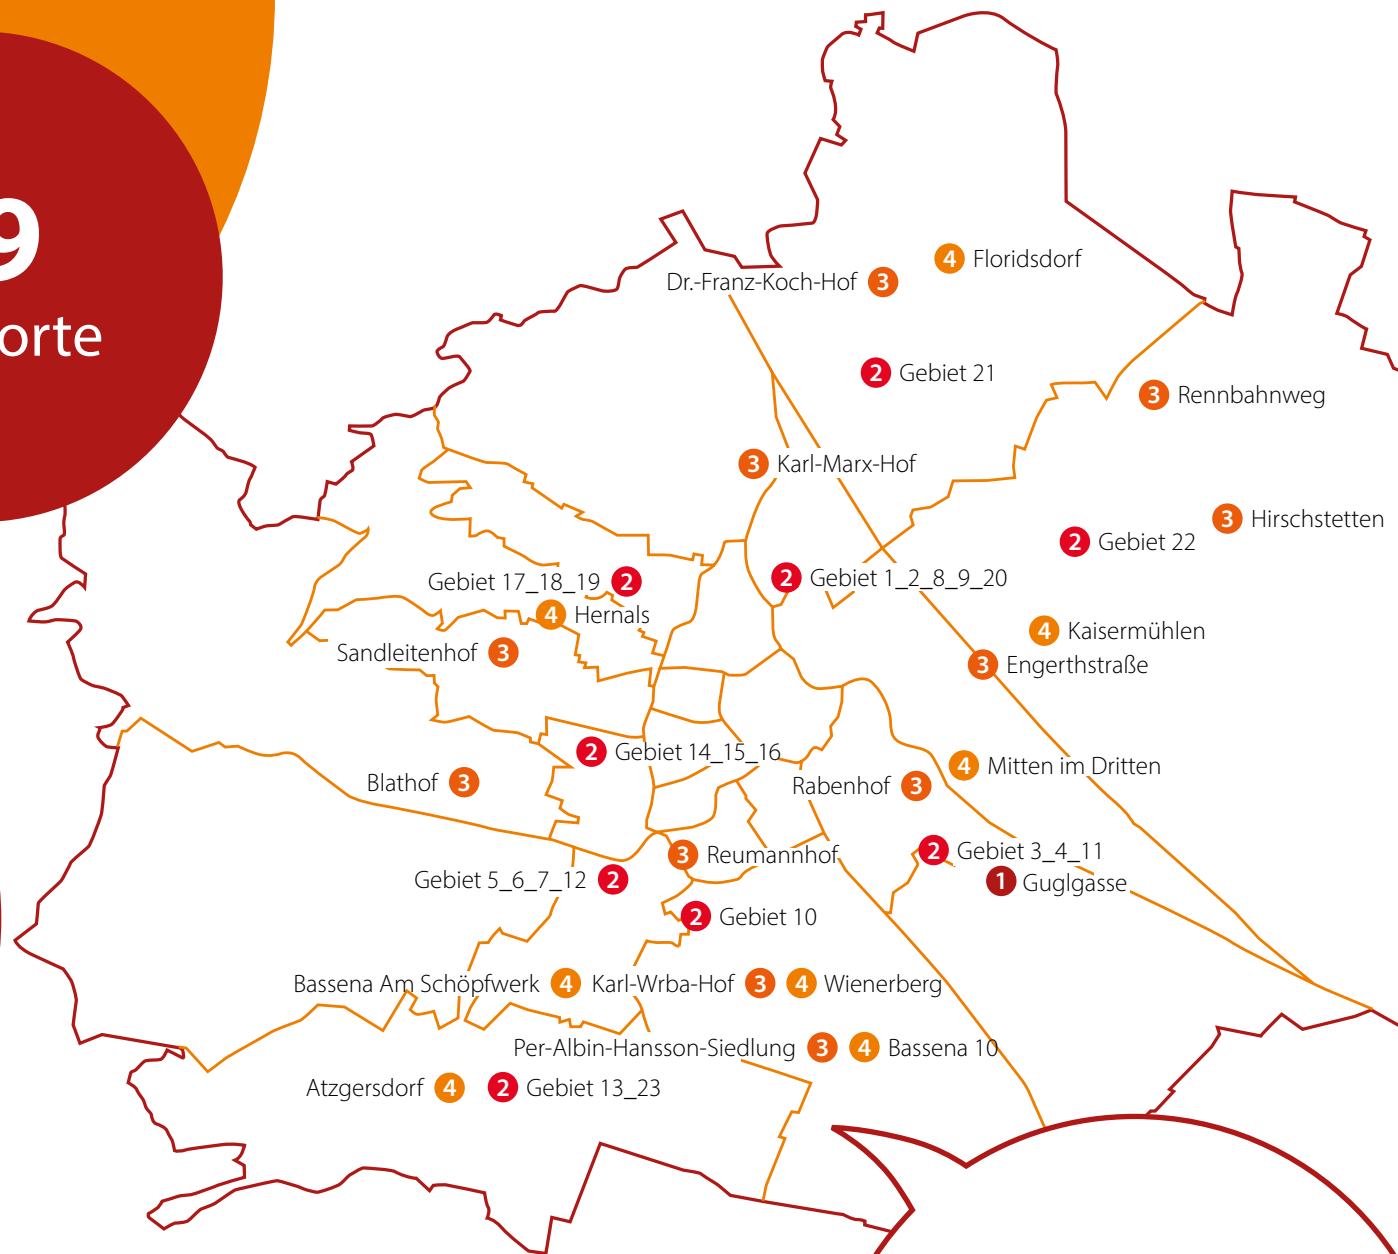 9
orte
4 Floridsdorf
Dr.-Franz-Koch-Hof 3
2 Gebiet 21
3 Rennbahnweg
3 Karl-Marx-Hof
3 Hirschstetten
2 Gebiet 22
Gebiet 17_18_19 2
2 Gebiet 1_2_8_9_20
4 Hernals
4 Kaisermühlen
Sandleitenhof 3
3 Engerthstraße
2 Gebiet 14_15_16
4 Mitten im Dritten
Blathof 3
Rabenhof 3
2 Gebiet 3_4_11
3 Reumannhof
Gebiet 5_6_7_12 2
1 Guglgasse
2 Gebiet 10
Bassena Am Schöpfwerk 4 Karl-Wrba-Hof 3 4 Wienerberg
Per-Albin-Hansson-Siedlung 3 4 Bassena 10
Atzgersdorf 4 2 Gebiet 13_23